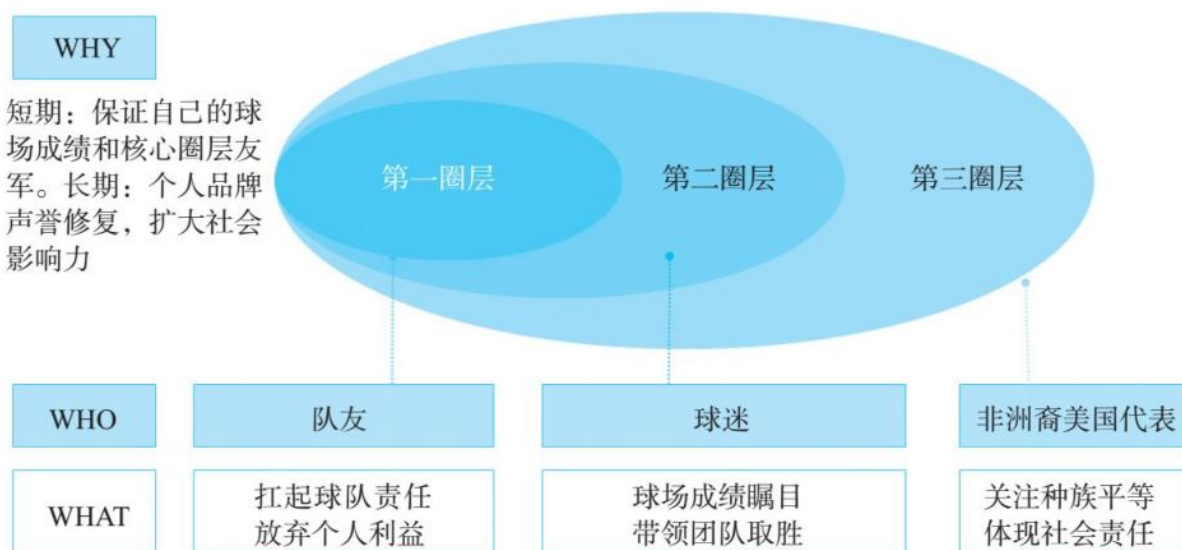 WHY
短期：保证自己的球
场成绩和核心圈层友
军。长期：个人品牌
声誉修复，扩大社会
影响力
第一圈层
第二圈层
第三圈层
WHO
队友
球迷
非洲裔美国代表
WHAT
扛起球队责任
放弃个人利益
球场成绩瞩目
带领团队取胜
关注种族平等
体现社会责任